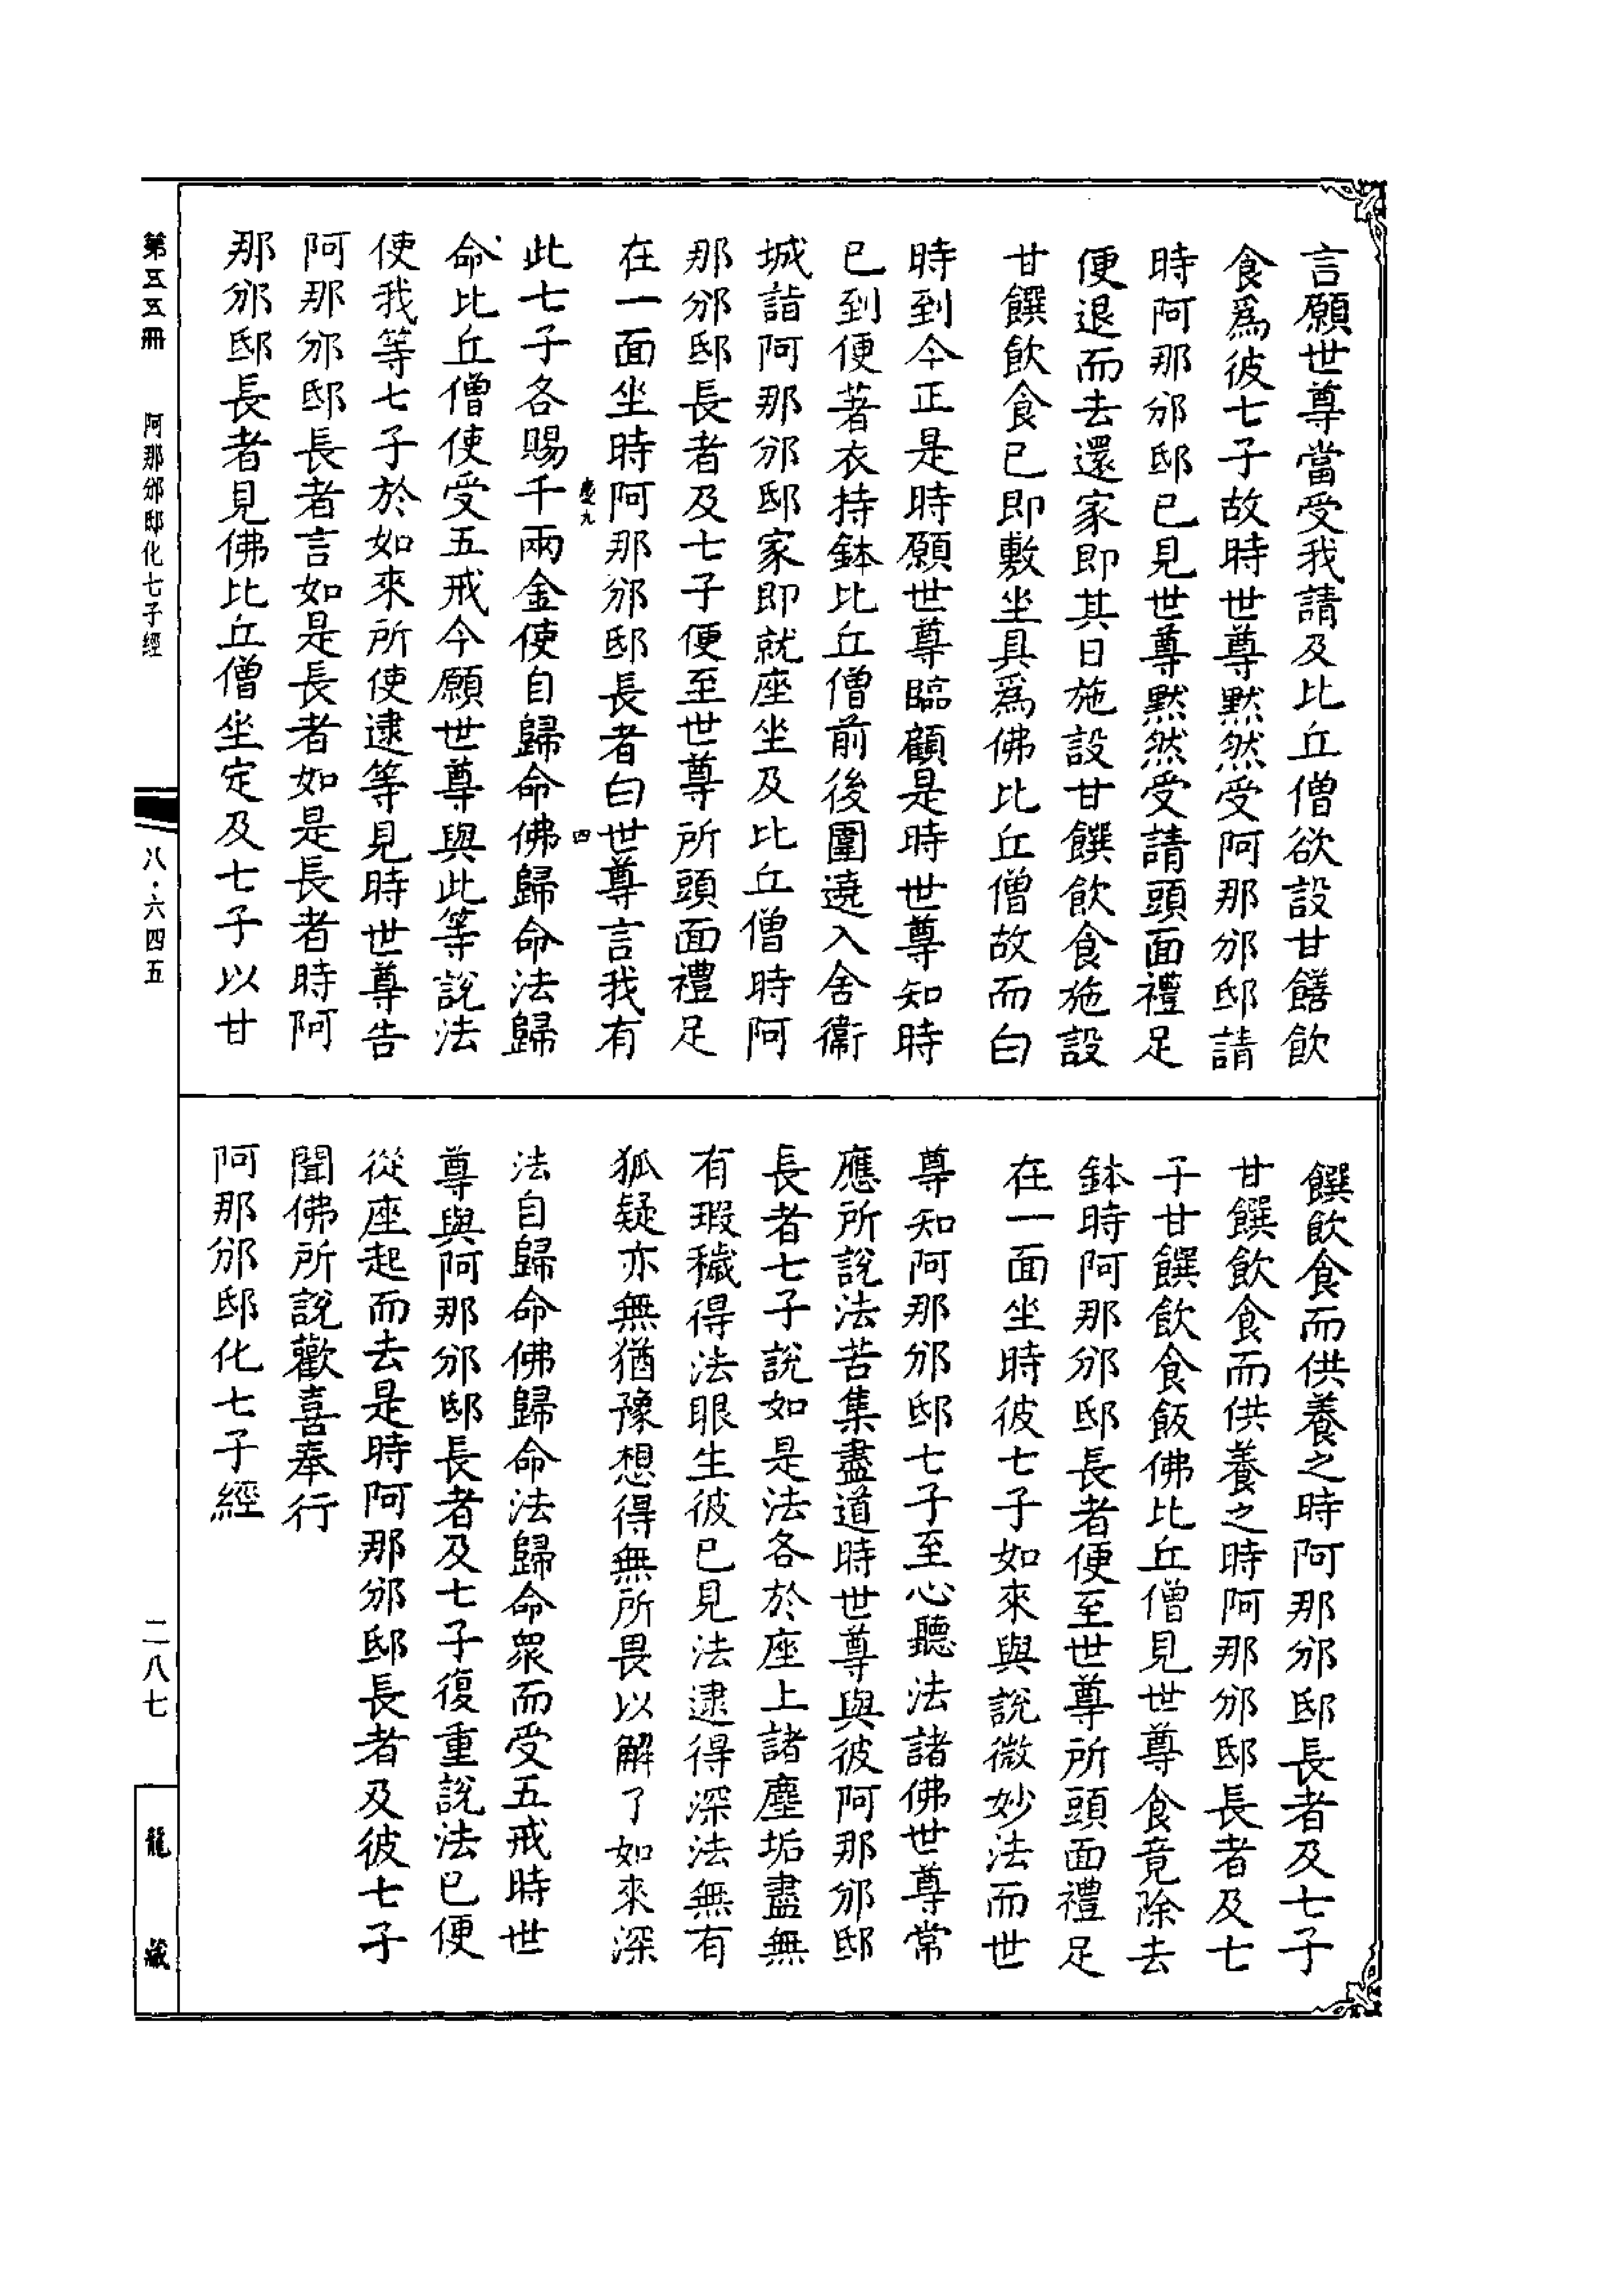 言願世尊當受我請及比丘僧欲設甘饍飲
食爲彼七子故時世尊默然受阿那邠邸請
時阿那邠邸已見世尊默然受請頭面禮足
便退而去還家即其日施設甘饌飲食施設
甘饌飲食已即敷坐具爲佛比丘僧故而白
時到今正是時願世尊臨顧是時世尊知時
已到便著衣持鉢比丘僧前後圍遶入舍衞
城詣阿那邠邸家即就座坐及比丘僧時阿
那邠邸長者及七子便至世尊所頭面禮足
在一面坐時阿那邠邸長者白世尊言我有
四
此七子各賜千兩金使自歸命佛歸命法歸
命比丘僧使受五戒今願世尊與此等說法
使我等七子於如來所使逮等見時世尊告
阿那邠邸長者言如是長者如是長者時阿
那邠邸長者見佛比丘僧坐定及七子以甘
饌飲食而供養之時阿那邠邸長者及七子
甘饌飲食而供養之時阿那邠邸長者及七
子甘饌飲食飯佛比丘僧見世尊食竟除去
鉢時阿那邠邸長者便至世尊所頭面禮足
在一面坐時彼七子如來與說微妙法而世
尊知阿那邠邸七子至心聽法諸佛世尊常
應所說法苦集盡道時世尊與彼阿那邠邸
長者七子說如是法各於座上諸塵垢盡無
有瑕穢得法眼生彼已見法逮得深法無有
狐疑亦無猶豫想得無所畏以解了如來深
法自歸命佛歸命法歸命衆而受五戒時世
尊與阿那邠邸長者及七子復重說法已便
從座起而去是時阿那邠邸長者及彼七子
聞佛所說歡喜奉行
阿那邠邸化七子經
第五五冊
阿那邠邸化七子經
八·六四五
二八七
龍藏